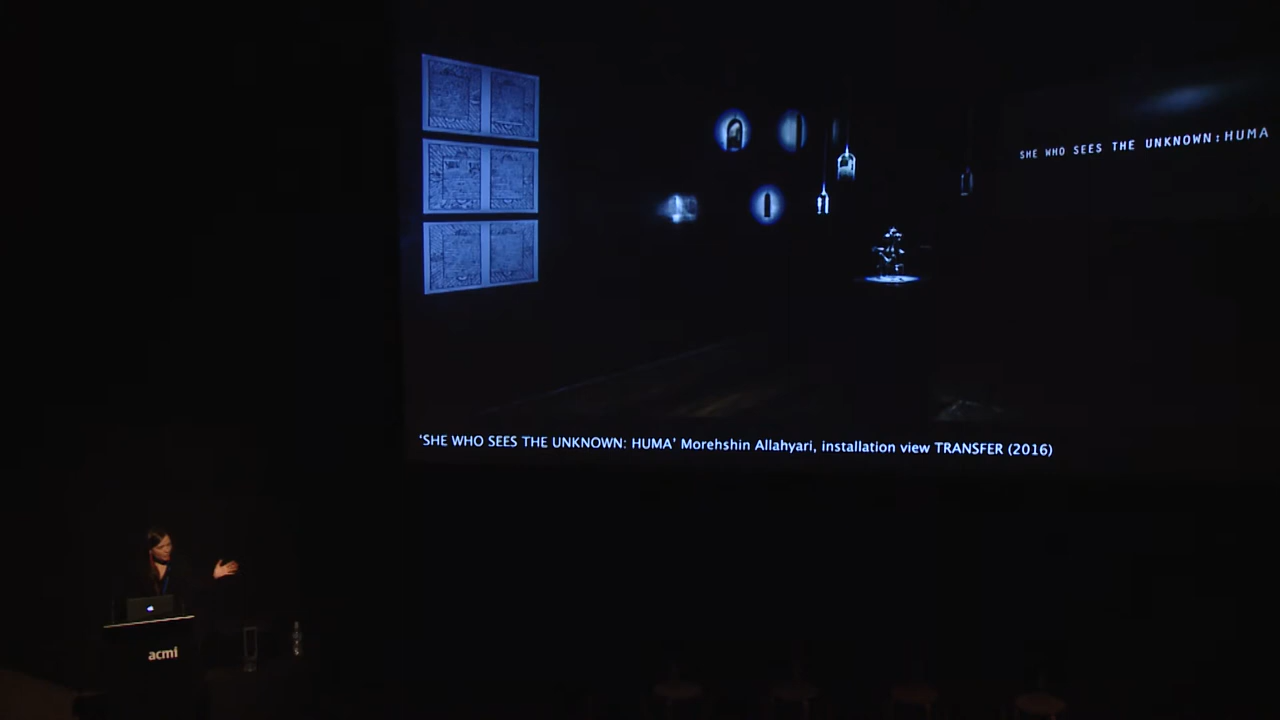 SHE WHO SEES THE UNKNOWN:HUMA
'SHE WHO SEES THE UNKNOWN: HUMA' Morehshin Allahyari, installation view TRANSFER (2016)
acmi